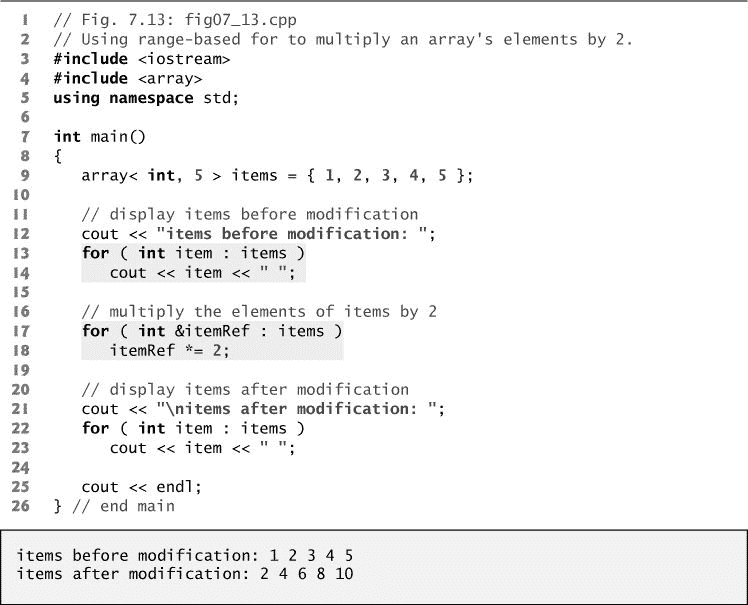 1 // Fig. 7.13: fig07_13.cpp
2 // Using range-based for to multiply an array's elements by 2.
3 #include <iostream>
4 #include <array>
5 using namespace std;
6
7 int main()
8 {
9 array< int, 5 > items = { 1, 2, 3, 4, 5 };
10
11 // display items before modification
12 cout << "items before modification: ";
13 for ( int item : items )
14 cout << item << " ";
15
16 // multiply the elements of items by 2
17 for ( int &itemRef : items )
18 itemRef *= 2;
19
20 // display items after modification
21 cout << "\nitems after modification: ";
22 for ( int item : items )
23 cout << item << " ";
24
25 cout << endl;
26 } // end main
items before modification: 1 2 3 4 5
items after modification: 2 4 6 8 10